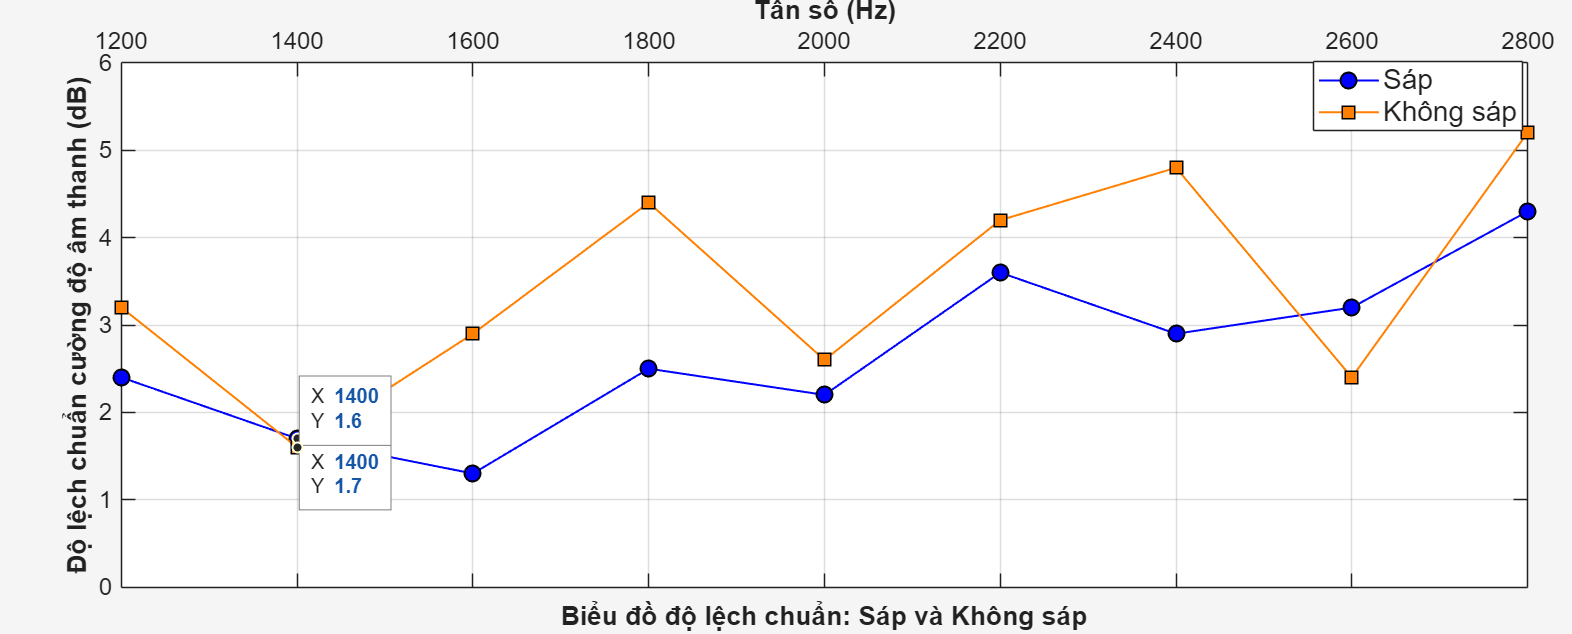 Tần số (Hz)
1200 1400 1600 1800 2000 2200 2400 2600 2800
6
5
4
3
2
1
0
Độ lệch chuẩn cường độ âm thanh (dB)
Sáp
Không sáp
X 1400
Y 1.6
X 1400
Y 1.7
Biểu đồ độ lệch chuẩn: Sáp và Không sáp